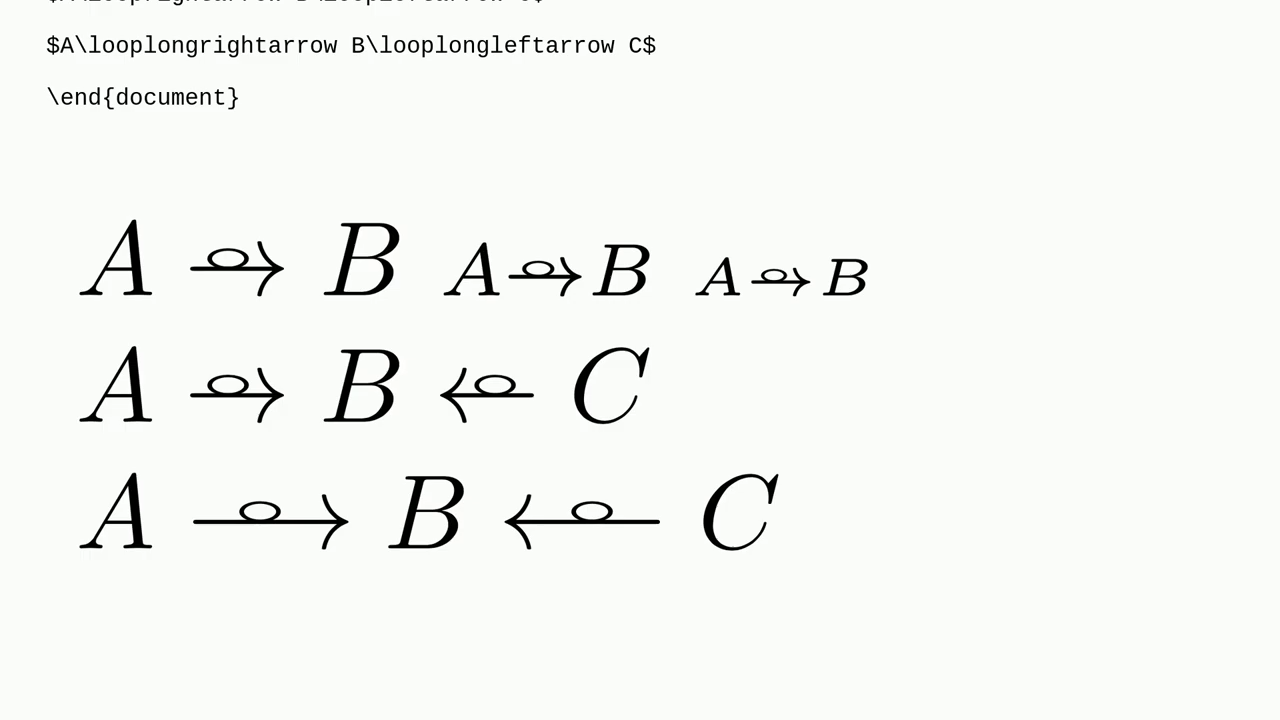 $A\looplongrightarrow B\looplongleftarrow C$
\end{document}
A B A B A B
A B C
A B C